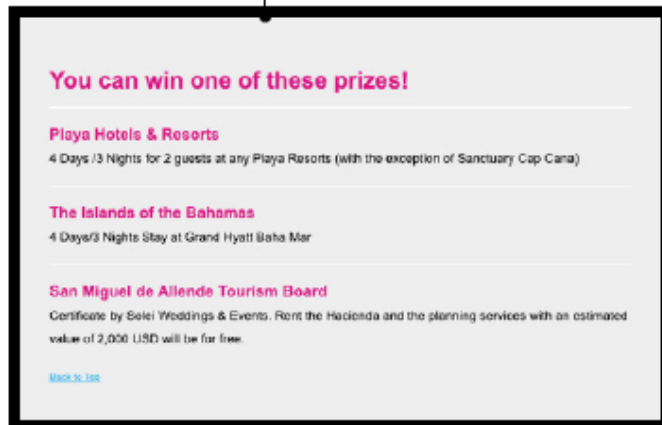 You can win one of these prizes!
Playa Hotels & Resorts
4 Days /3 Nights for 2 guests at any Playa Resorts (with the exception of Sanctuary Cap Cana)
The Islands of the Bahamas
4 Days/3 Nights Stay at Grand Hyatt Baha Mar
San Miguel de Allende Tourism Board
Certificate by Selei Weddings & Events. Rent the Hacienda and the planning services with an estimated
value of 2,000 USD will be for free.
Back to Top